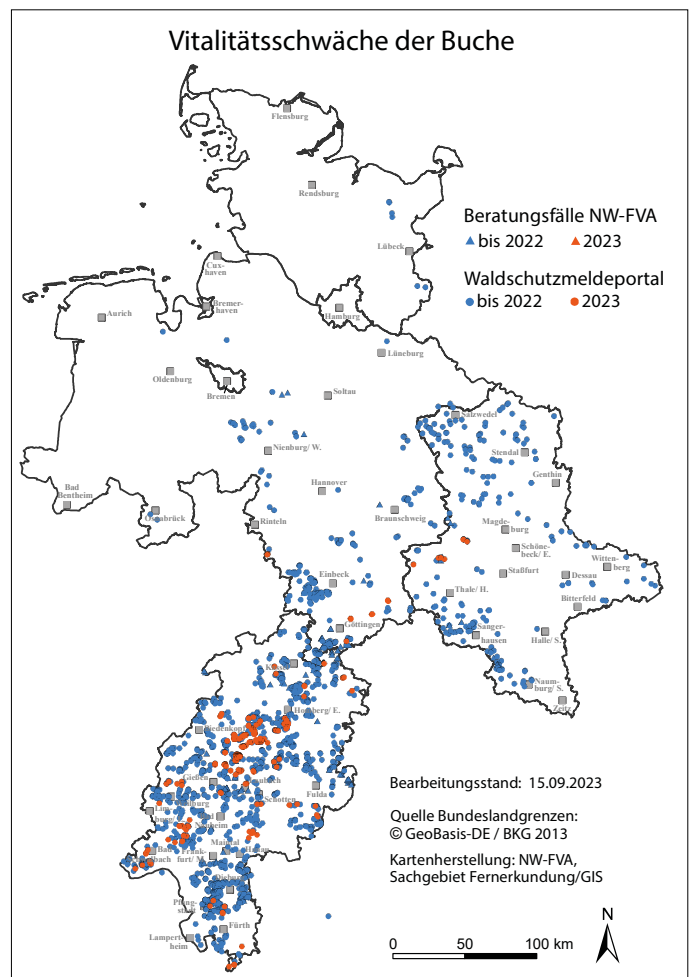 Vitalitätsschwäche der Buche
Flensburg
Rendsburg
Beratungsfälle NW-FVA
bis 2022 2023
Lübeck
Waldschutzmeldeportal
bis 2022 2023
Cux-
haven
Bremer-
haven
Aurich
Hamburg
Lüneburg
Oldenburg
Bremen
Soltan
Salzwedel
Nienburg/ W.
Stendal
Genthin
Bad
Bentheim
Hannover
Osnabrück
Rinteln
Braunschweig
Magde-
burg
Schöne-
beck/ E.
Witten-
berg
Einbeck
Staßfurt
Dessau
Thale/ H.
Bitterfeld
Göttingen
Sanger-
hausen
Halle/ S.
Kassel
Naum-
burg/ S.
Zeitz
Homberg/ E.
Biedenkopf
Gießen
Fulda
Schotten
Bearbeitungsstand: 15.09.2023
Quelle Bundeslandgrenzen:
© GeoBasis-DE / BKG 2013
Kartenherstellung: NW-FVA,
Sachgebiet Fernerkundung/GIS
Maintal
Hanau
Frank-
furt/ M.
Dieburg
Pfung-
stadt
Fürth
Lampert-
heim
N
0 50 100 km